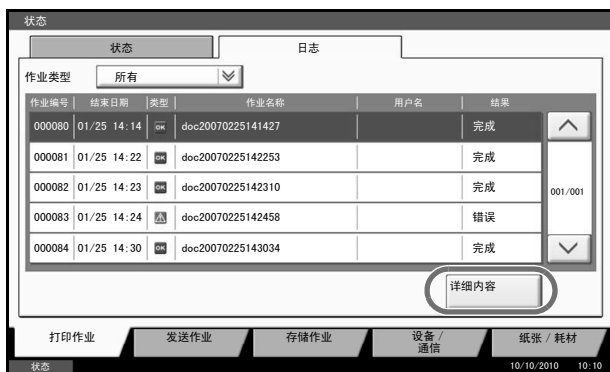 状态
状态 日志
作业类型 所有
作业编号 结束日期 类型 作业名称 用户名 结果
000080 01/25 14:14 OK doc20070225141427 完成
000081 01/25 14:22 OK doc20070225142253 完成
000082 01/25 14:23 OK doc20070225142310 完成
001/001
000083 01/25 14:24 doc20070225142458 错误
000084 01/25 14:30 OK doc20070225143034 完成
详细内容
打印作业 发送作业 存储作业 设备 / 通信 纸张 / 耗材
状态 10/10/2010 10:10